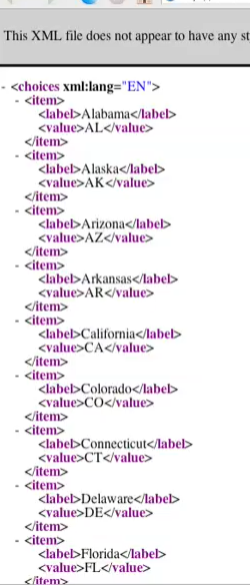 This XML file does not appear to have any st
- <choices xml:lang="EN">
- <item>
<label>Alabama</label>
<value>AL</value>
</item>
- <item>
<label>Alaska</label>
<value>AK</value>
</item>
- <item>
<label>Arizona</label>
<value>AZ</value>
</item>
- <item>
<label>Arkansas</label>
<value>AR</value>
</item>
- <item>
<label>California</label>
<value>CA</value>
</item>
- <item>
<label>Colorado</label>
<value>CO</value>
</item>
- <item>
<label>Connecticut</label>
<value>CT</value>
</item>
- <item>
<label>Delaware</label>
<value>DE</value>
</item>
- <item>
<label>Florida</label>
<value>FL</value>
</item>